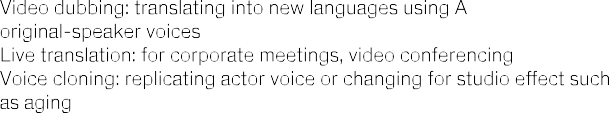 Video dubbing: translating into new languages using A
original-speaker voices
Live translation: for corporate meetings, video conferencing
Voice cloning: replicating actor voice or changing for studio effect such
as aging